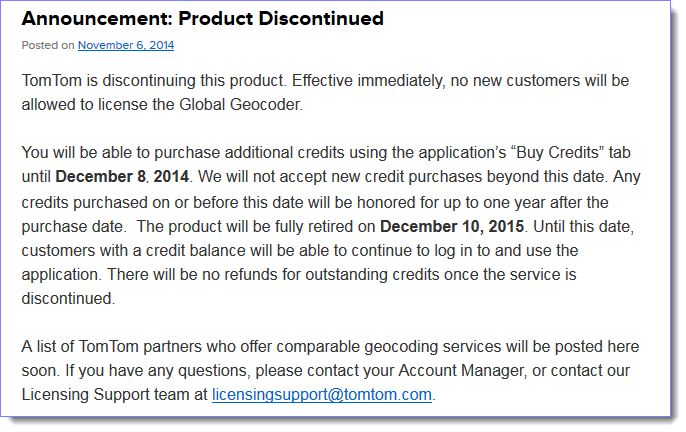 Announcement: Product Discontinued
Posted on November 6, 2014
TomTom is discontinuing this product. Effective immediately, no new customers will be
allowed to license the Global Geocoder.
You will be able to purchase additional credits using the application’s “Buy Credits” tab
until December 8, 2014. We will not accept new credit purchases beyond this date. Any
credits purchased on or before this date will be honored for up to one year after the
purchase date.  The product will be fully retired on December 10, 2015. Until this date,
customers with a credit balance will be able to continue to log in to and use the
application. There will be no refunds for outstanding credits once the service is
discontinued.
A list of TomTom partners who offer comparable geocoding services will be posted here
soon. If you have any questions, please contact your Account Manager, or contact our
Licensing Support team at licensingsupport@tomtom.com.